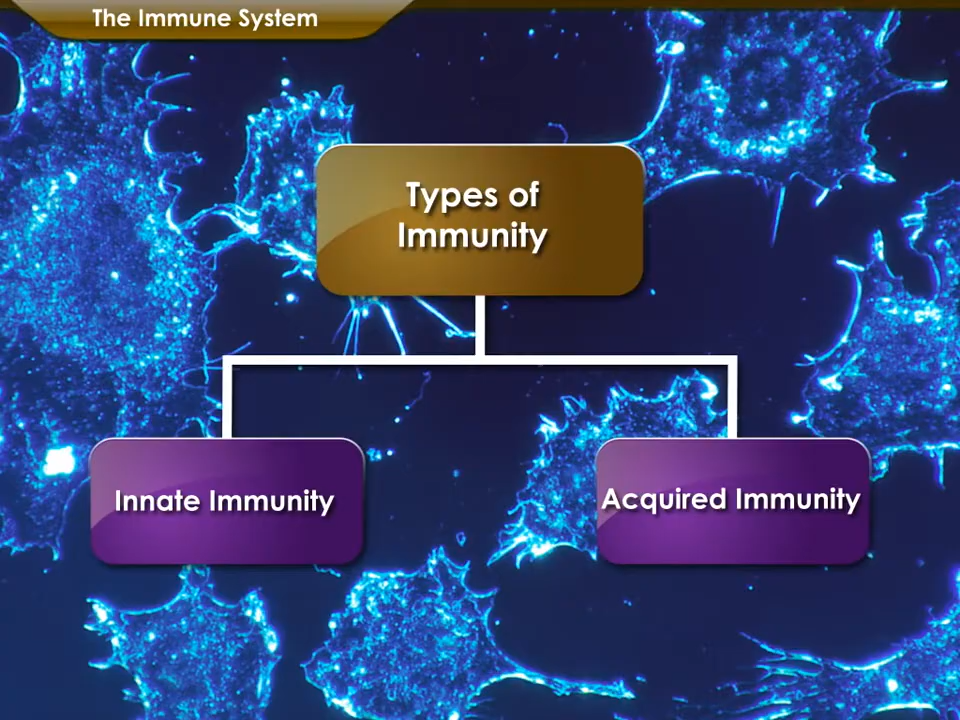 The Immune System
Types of
Immunity
Innate Immunity
Acquired Immunity